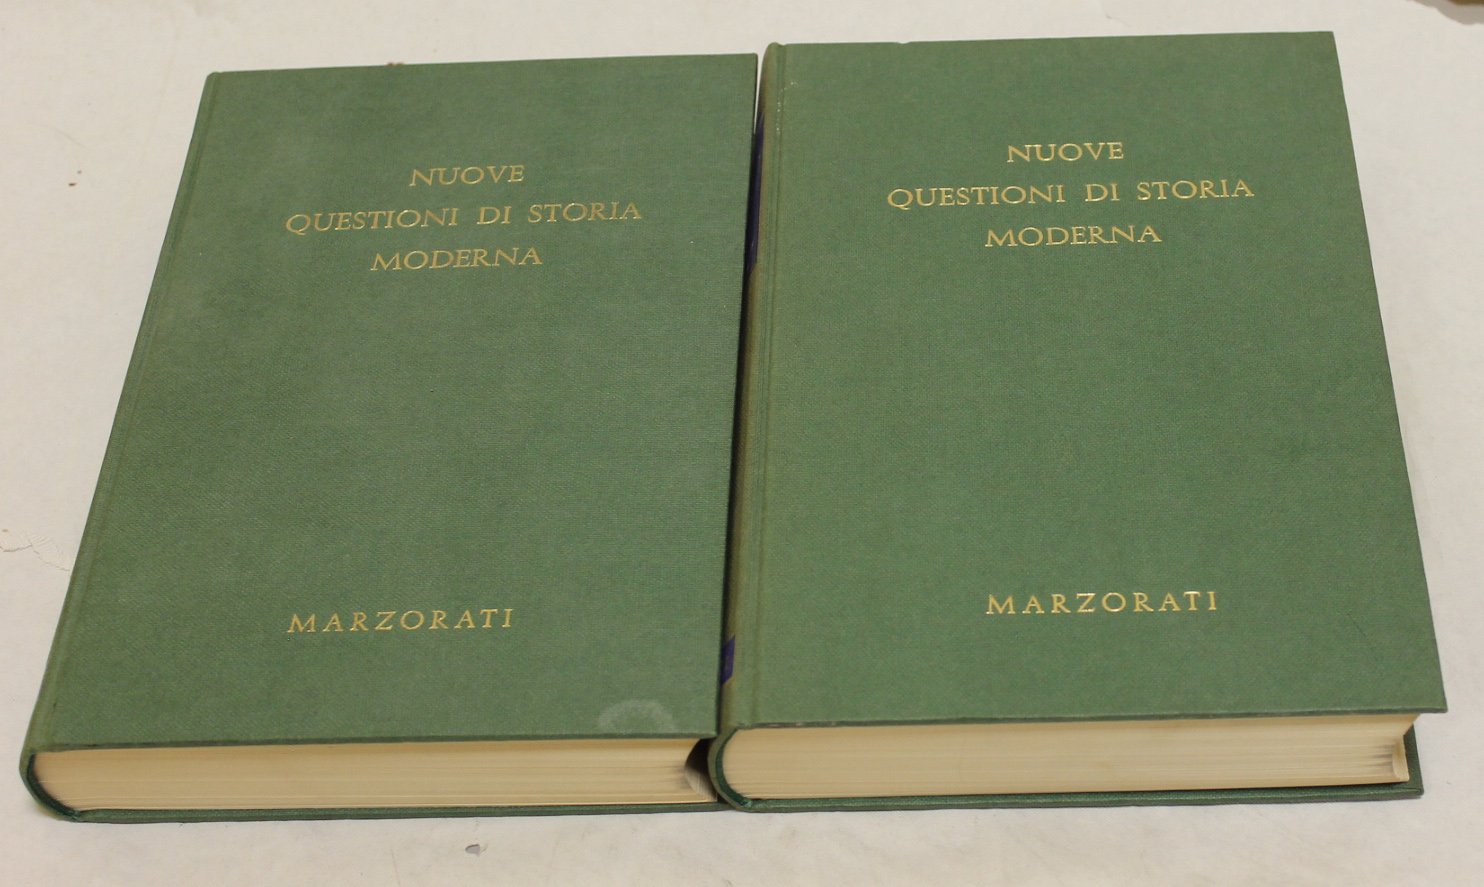 NUOVE
QUESTIONI DI STORIA
MODERNA
MARZORATI
NUOVE
QUESTIONI DI STORIA
MODERNA
MARZORATI